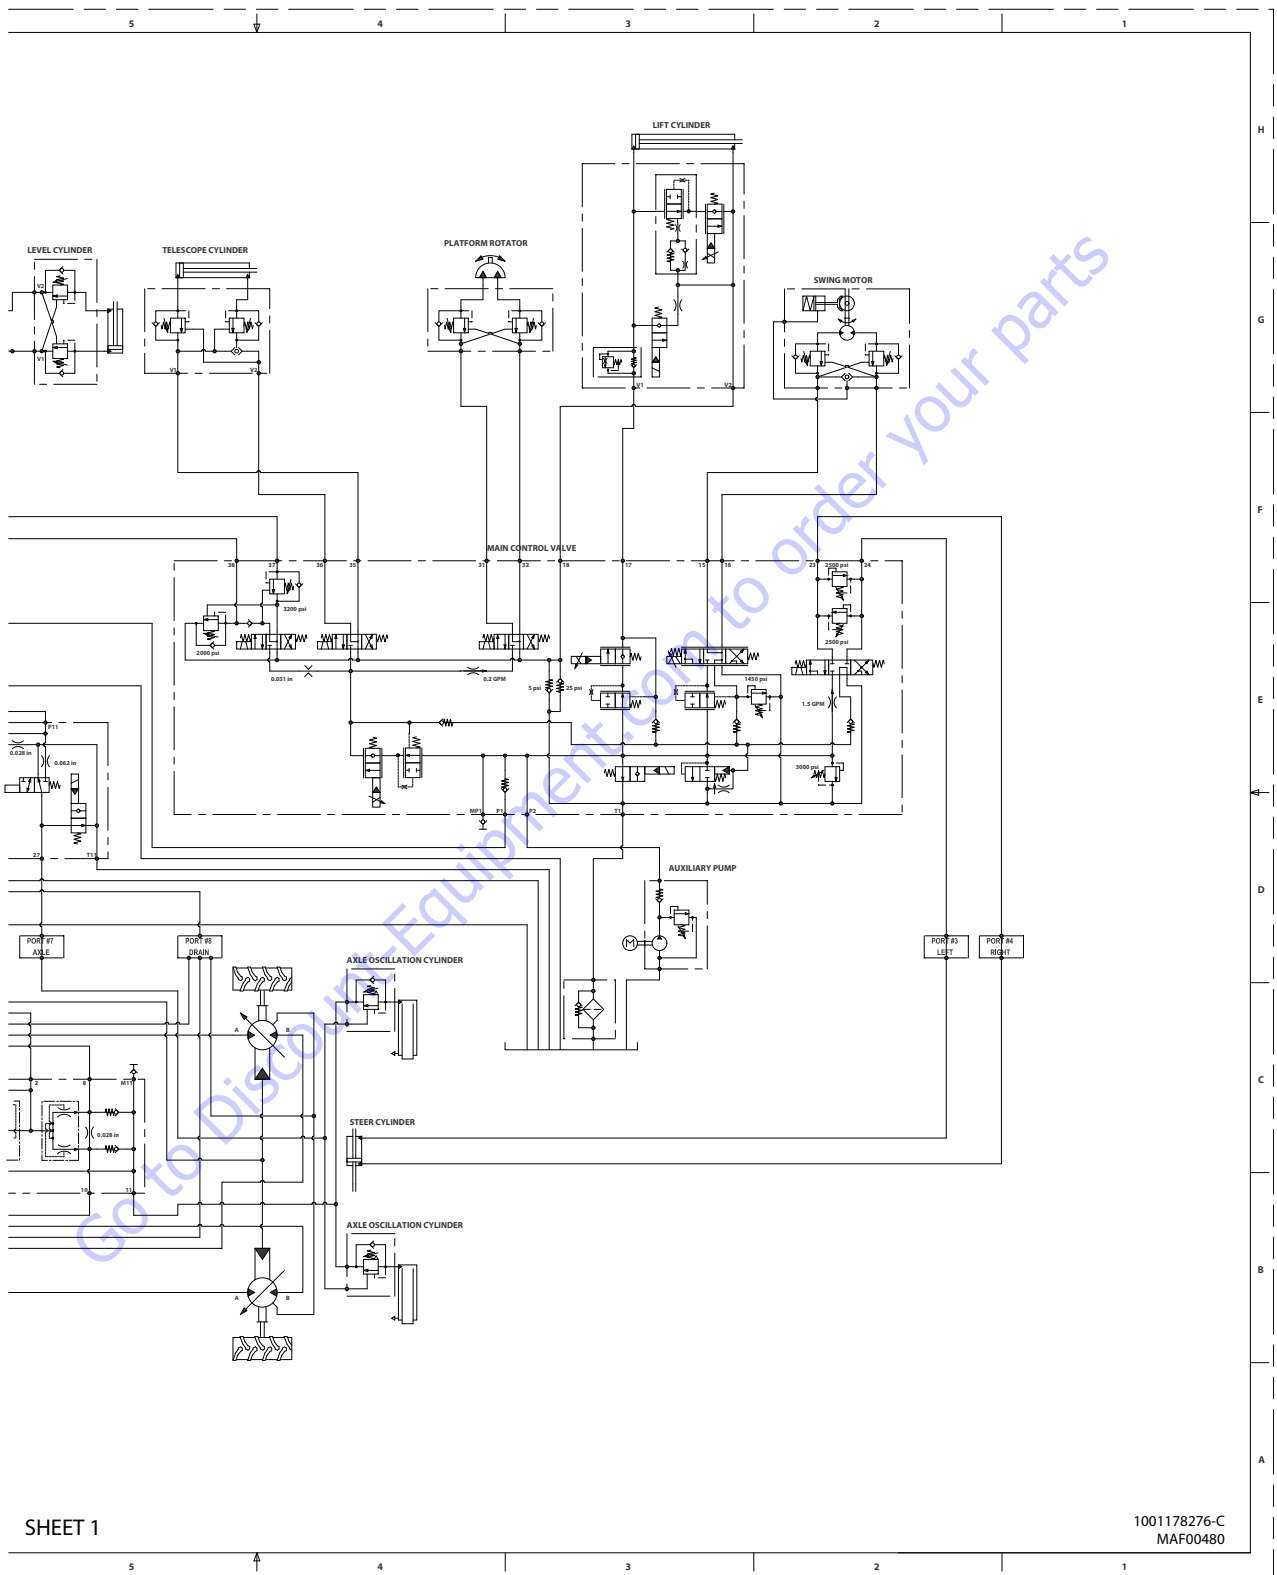 5 4 3 2 1
LIFT CYLINDER
H
LEVEL CYLINDER
TELESCOPE CYLINDER
PLATFORM ROTATOR
SWING MOTOR
V2
G
V1
V1 V2
V1 V2
F
MAIN CONTROL VALVE
38 37 36 35 31 32 18 17 15 16 23 24
2500 psi
3200 psi
2500 psi
2000 psi
0.031 in
0.2 GPM
5 psi
25 psi
1450 psi
1.5 GPM
E
P11
0.028 in
0.062 in
3000 psi
MP1 P1 P2 T1
27 T11
AUXILIARY PUMP
D
M
PORT #7
AXLE
PORT #8
DRAIN
PORT #3
LEFT
PORT #4
RIGHT
AXLE OSCILLATION CYLINDER
A B
2 8 M11
C
STEER CYLINDER
0.028 in
10 11
AXLE OSCILLATION CYLINDER
B
A B
A
Go to Discount-Equipment.com to order your parts
SHEET 1
1001178276-C
MAF00480
5 4 3 2 1